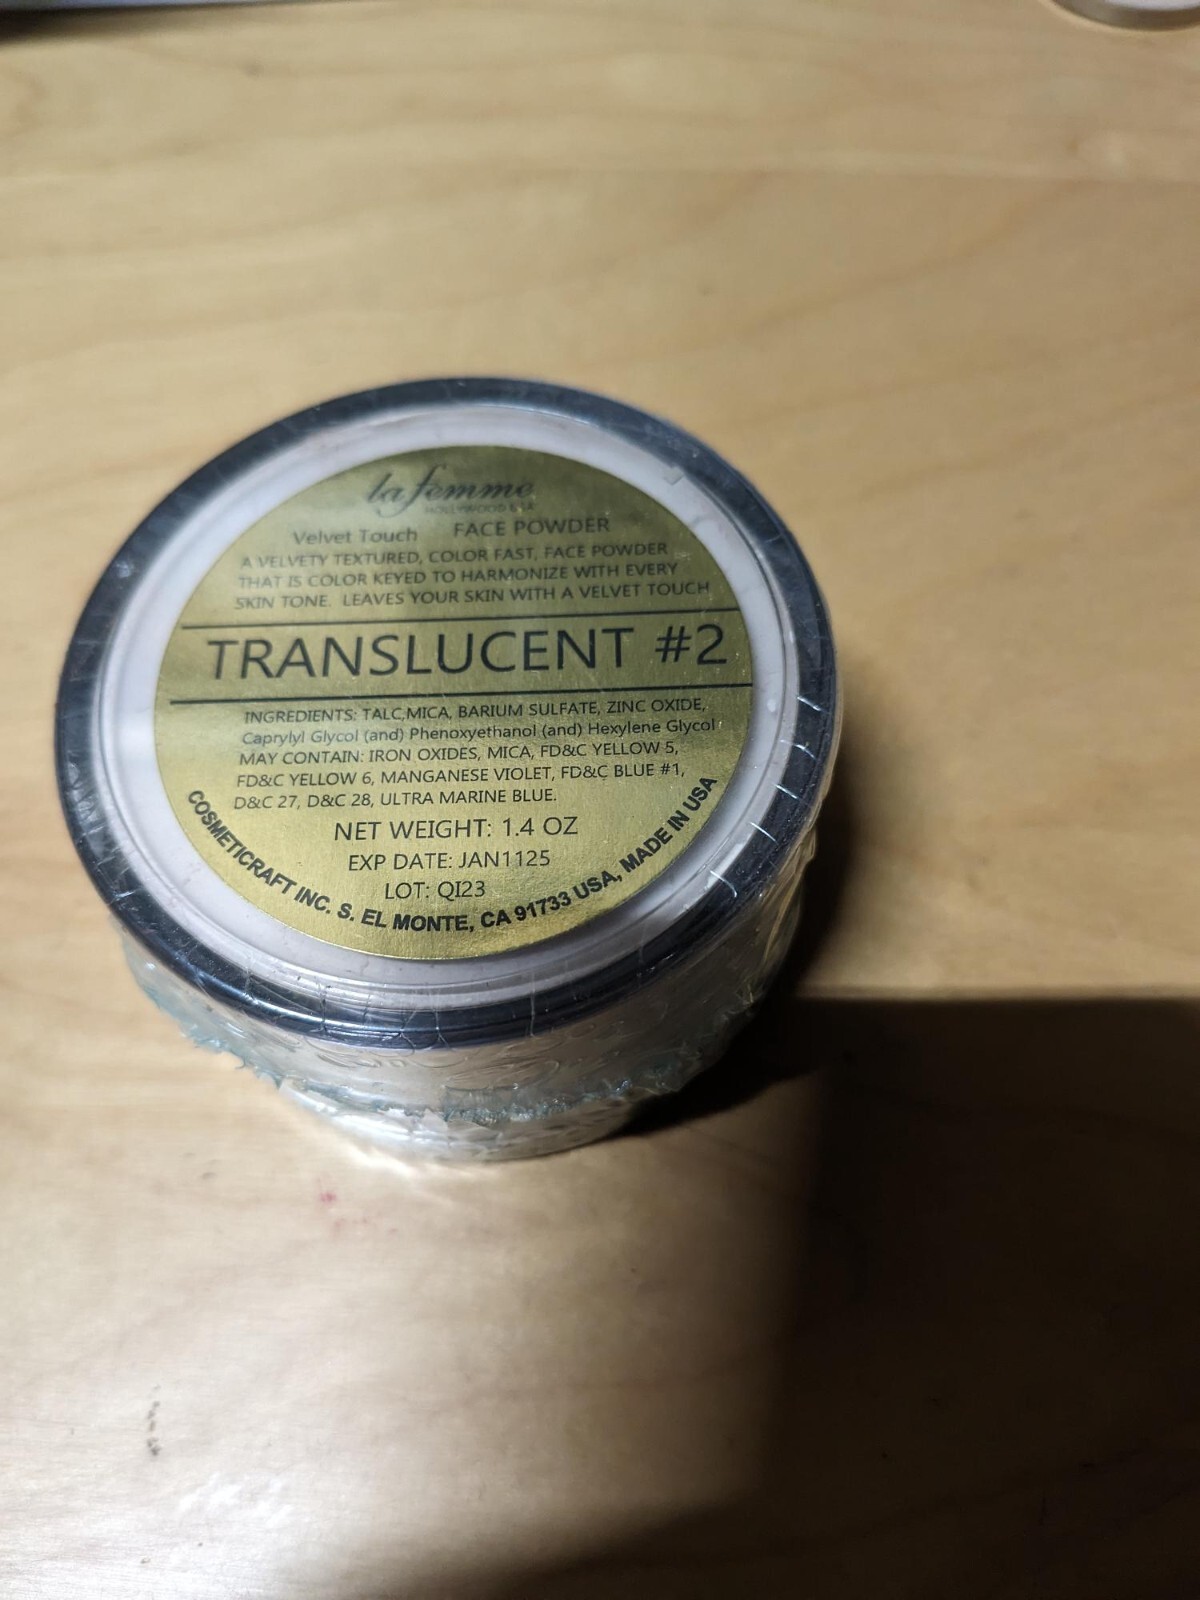 la femme
HOLLYWOOD USA
Velvet Touch FACE POWDER
A VELVETY TEXTURED, COLOR FAST, FACE POWDER
THAT IS COLOR KEYED TO HARMONIZE WITH EVERY
SKIN TONE. LEAVES YOUR SKIN WITH A VELVET TOUCH
TRANSLUCENT #2
INGREDIENTS: TALC,MICA, BARIUM SULFATE, ZINC OXIDE,
Caprylyl Glycol (and) Phenoxyethanol (and) Hexylene Glycol
MAY CONTAIN: IRON OXIDES, MICA, FD&C YELLOW 5,
FD&C YELLOW 6, MANGANESE VIOLET, FD&C BLUE #1,
D&C 27, D&C 28, ULTRA MARINE BLUE.
NET WEIGHT: 1.4 OZ
EXP DATE: JAN1125
LOT: QI23
COSMETICRAFT INC. S. EL MONTE, CA 91733 USA, MADE IN USA